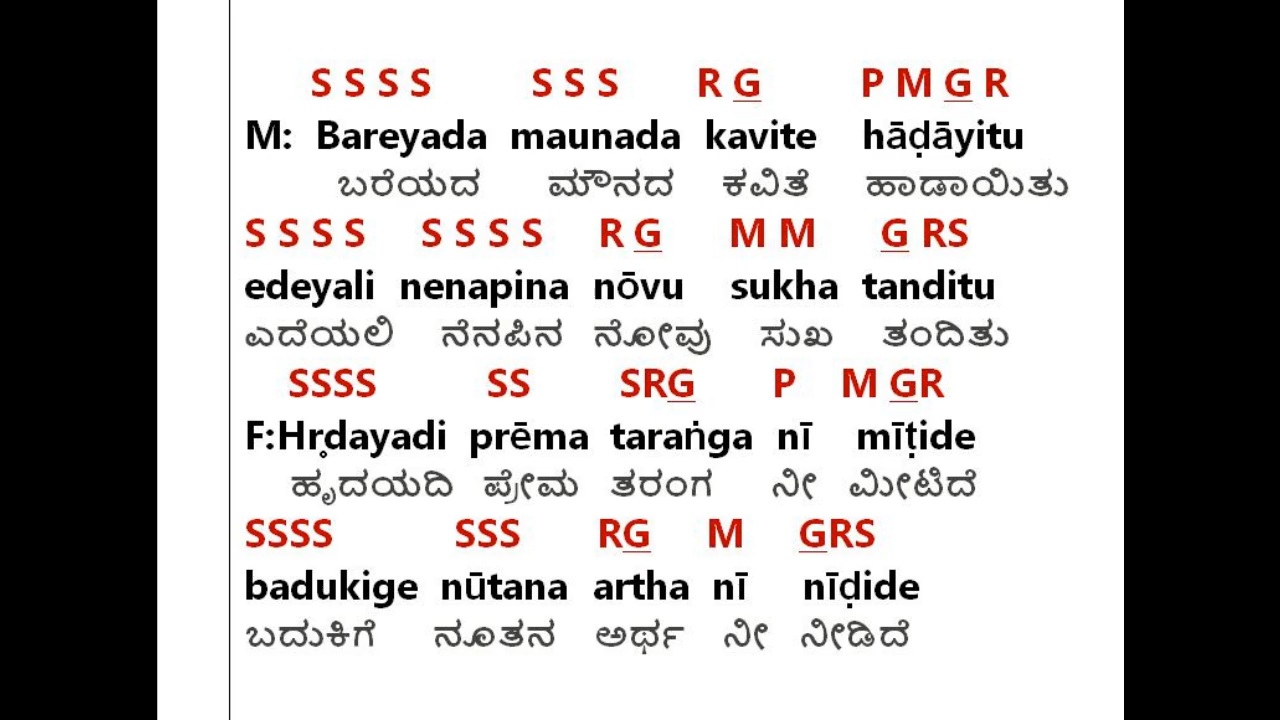 S S S S S S S R G P M G R
M: Bareyada maunada kavite hāḍāyitu
ಬರೆಯದ ಮೌನದ ಕವಿತೆ ಹಾಡಾಯಿತು
S S S S S S S S R G M M G RS
edeyali nenapina nōvu sukha tanditu
ಎದೆಯಲಿ ನೆನಪಿನ ನೋವು ಸುಖ ತಂದಿತು
SSSS SS SRG P M GR
F:Hr̥dayadi prēma taraṅga nī mīṭide
ಹೃದಯದಿ ಪ್ರೇಮ ತರಂಗ ನೀ ಮೀಟಿದೆ
SSSS SSS RG M GRS
badukige nūtana artha nī nīḍide
ಬದುಕಿಗೆ ನೂತನ ಅರ್ಥ ನೀ ನೀಡಿದೆ